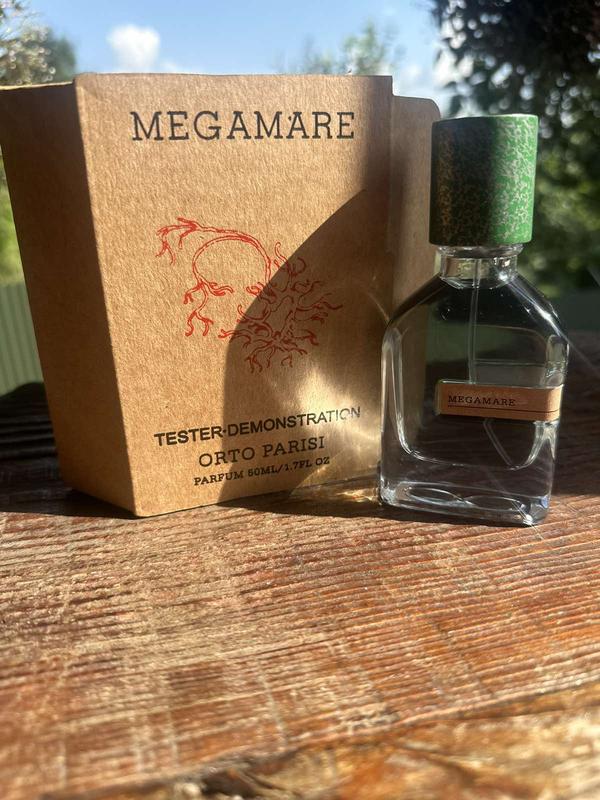 MEGAMARE
TESTER-DEMONSTRATION
ORTO PARISI
PARFUM 50ML/1.7FL OZ
MEGAMARE